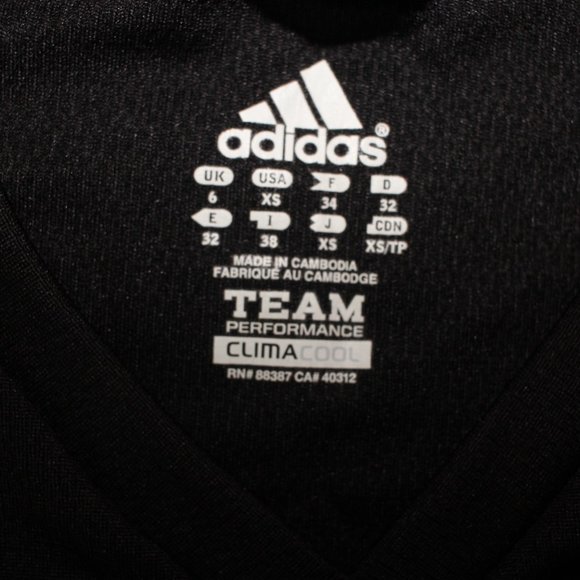 adidas®
UK USA F D
6 XS 34 32
E I J CDN
32 38 XS XS/TP
MADE IN CAMBODIA
FABRIQUÉ AU CAMBODGE
TEAM
PERFORMANCE
CLIMACOOL
RN# 88387 CA# 40312